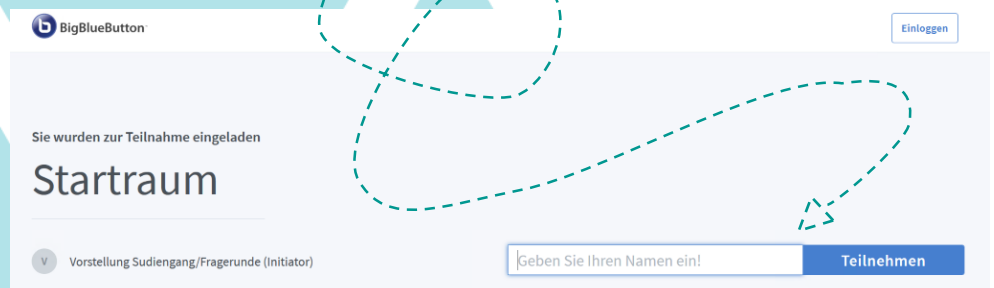 BigBlueButton
Einloggen
Sie wurden zur Teilnahme eingeladen
Startraum
V
Vorstellung Sudiengang/Fragerunde (Initiator)
Geben Sie Ihren Namen ein!
Teilnehmen